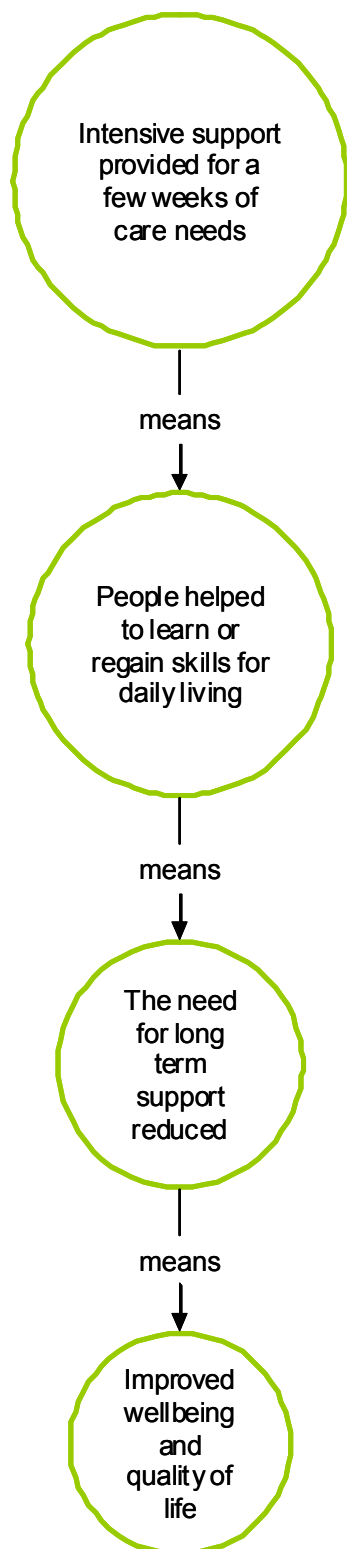 Intensive support
provided for a
few weeks of
care needs
means
People helped
to learn or
regain skills for
daily living
means
The need
for long
term
support
reduced
means
Improved
wellbeing
and
quality of
life